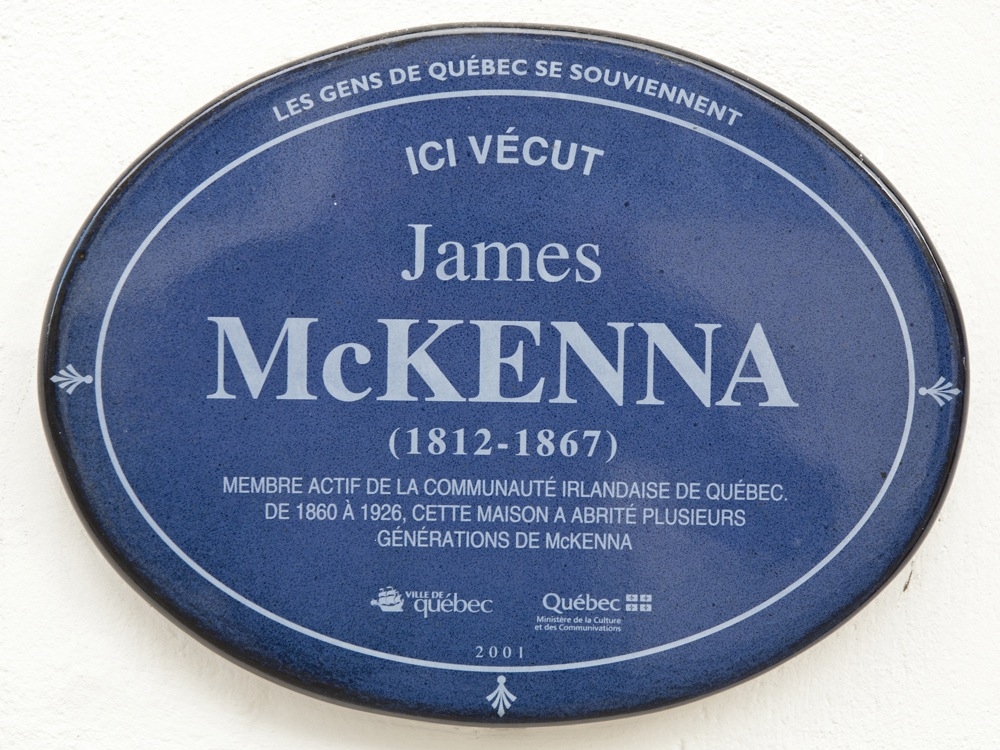 LES GENS DE QUÉBEC SE SOUVIENNENT
ICI VÉCUT
James
McKENNA
(1812-1867)
MEMBRE ACTIF DE LA COMMUNAUTÉ IRLANDAISE DE QUÉBEC.
DE 1860 À 1926, CETTE MAISON A ABRITÉ PLUSIEURS
GÉNÉRATIONS DE McKENNA
VILLE DE
québec
Québec
Ministère de la Culture
et des Communications
2001